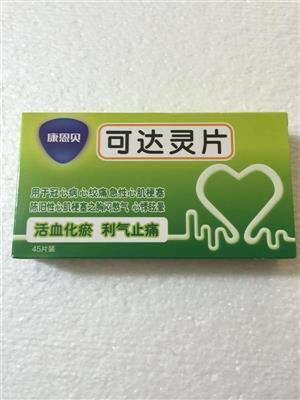 康恩贝
可达灵片
用于冠心病心绞痛急性心肌梗塞
陈旧性心肌梗塞之胸闷憋气 心悸眩晕
活血化瘀 利气止痛
45片装